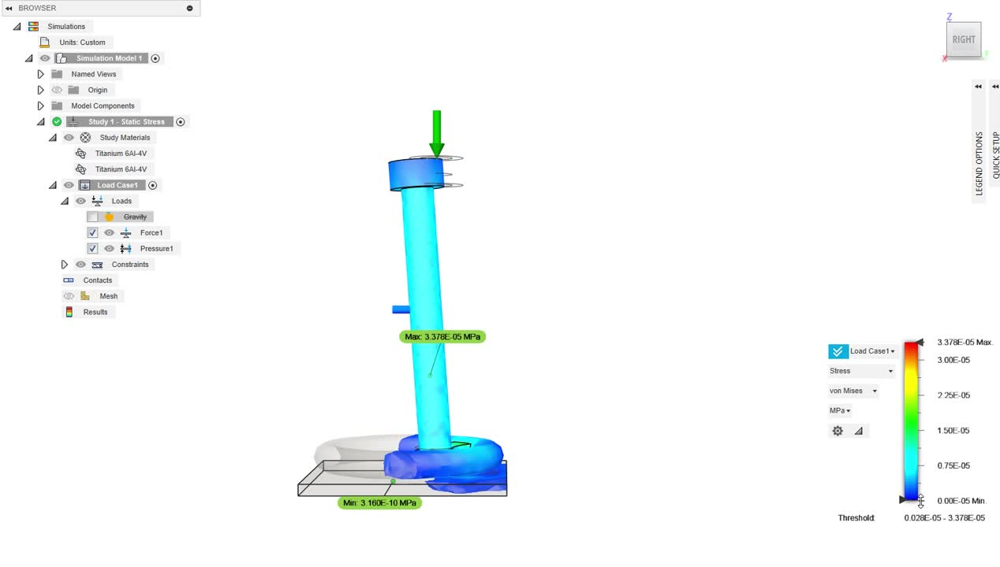 BROWSER
Simulations
Units: Custom
Simulation Model 1
Named Views
Origin
Model Components
Study 1 - Static Stress
Study Materials
Titanium 6Al-4V
Titanium 6Al-4V
Load Case1
Loads
Gravity
Force1
Pressure1
Constraints
Contacts
Mesh
Results
Max: 3.378E-05 MPa
Min: 3.160E-10 MPa
Z
RIGHT
X
Y
LEGEND OPTIONS
QUICK SETUP
Load Case1
Stress
von Mises
MPa
3.378E-05 Max.
3.00E-05
2.25E-05
1.50E-05
0.75E-05
0.00E-05 Min.
Threshold: 0.028E-05 - 3.378E-05